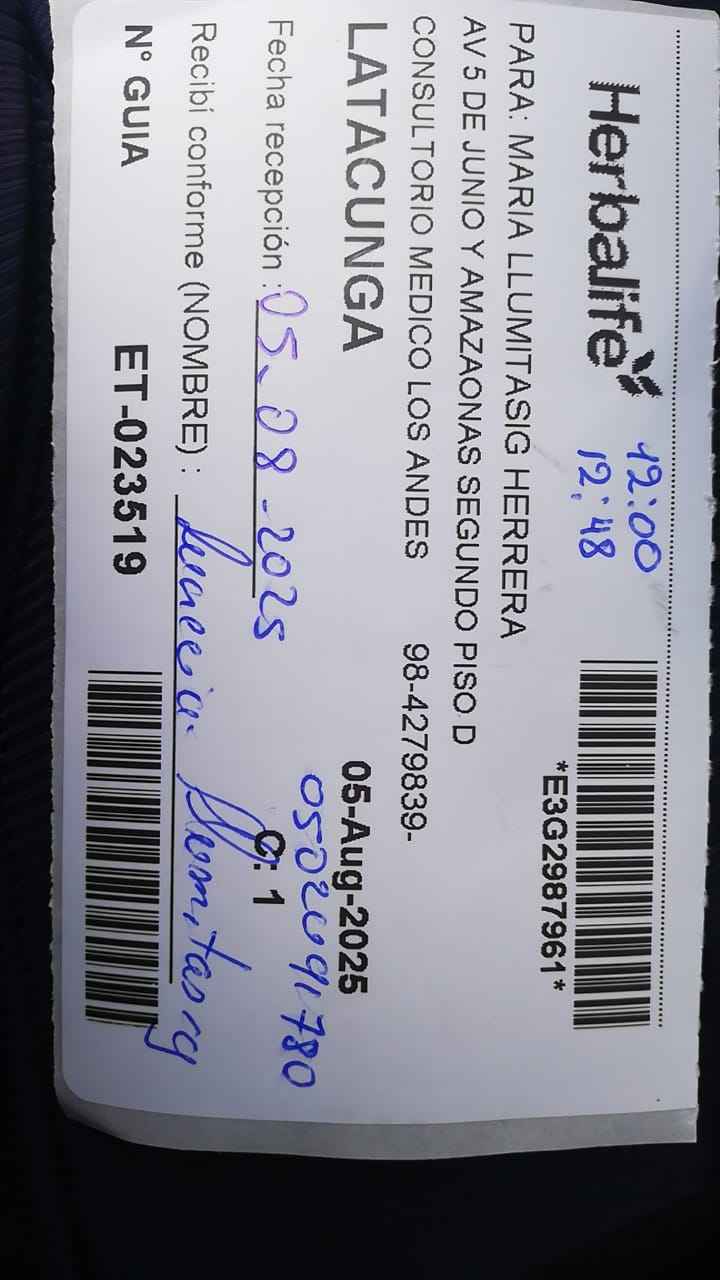 Herbalife
12:00
12:48
*E3G2987961*
PARA: MARIA LLUMITASIG HERRERA
AV 5 DE JUNIO Y AMAZAONAS SEGUNDO PISO D
CONSULTORIO MEDICO LOS ANDES 98-4279839-
LATACUNGA 05-Aug-2025
Fecha recepción : 05-08-2025 C: 1
Recibí conforme (NOMBRE) : Llumitasig
N° GUIA ET-023519